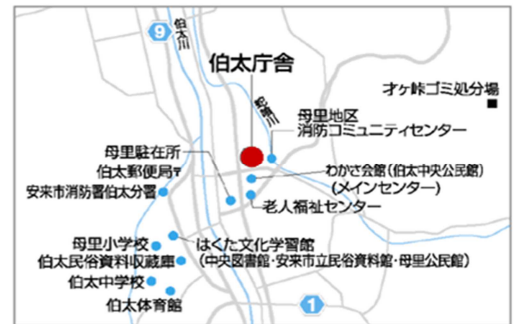 9
伯太川
伯太庁舎
才ケ峠ゴミ処分場
母里地区
消防コミュニティセンター
母里駐在所
伯太郵便局〒
安来市消防署伯太分署
わかさ会館(伯太中央公民館)
(メインセンター)
老人福祉センター
母里小学校
はくた文化学習館
(中央図書館・安来市立民俗資料館・母里公民館)
伯太民俗資料収蔵庫
伯太中学校
伯太体育館
1